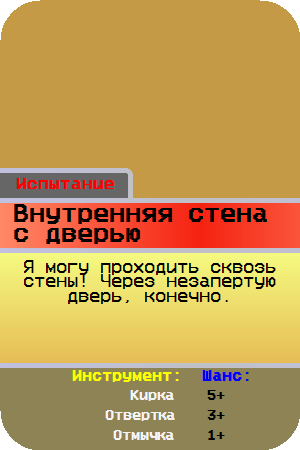 Испытание
Внутренняя стена
с дверью
Я могу проходить сквозь
стены! Через незапертую
дверь, конечно.
Инструмент: Шанс:
Кирка 5+
Отвертка 3+
Отмычка 1+